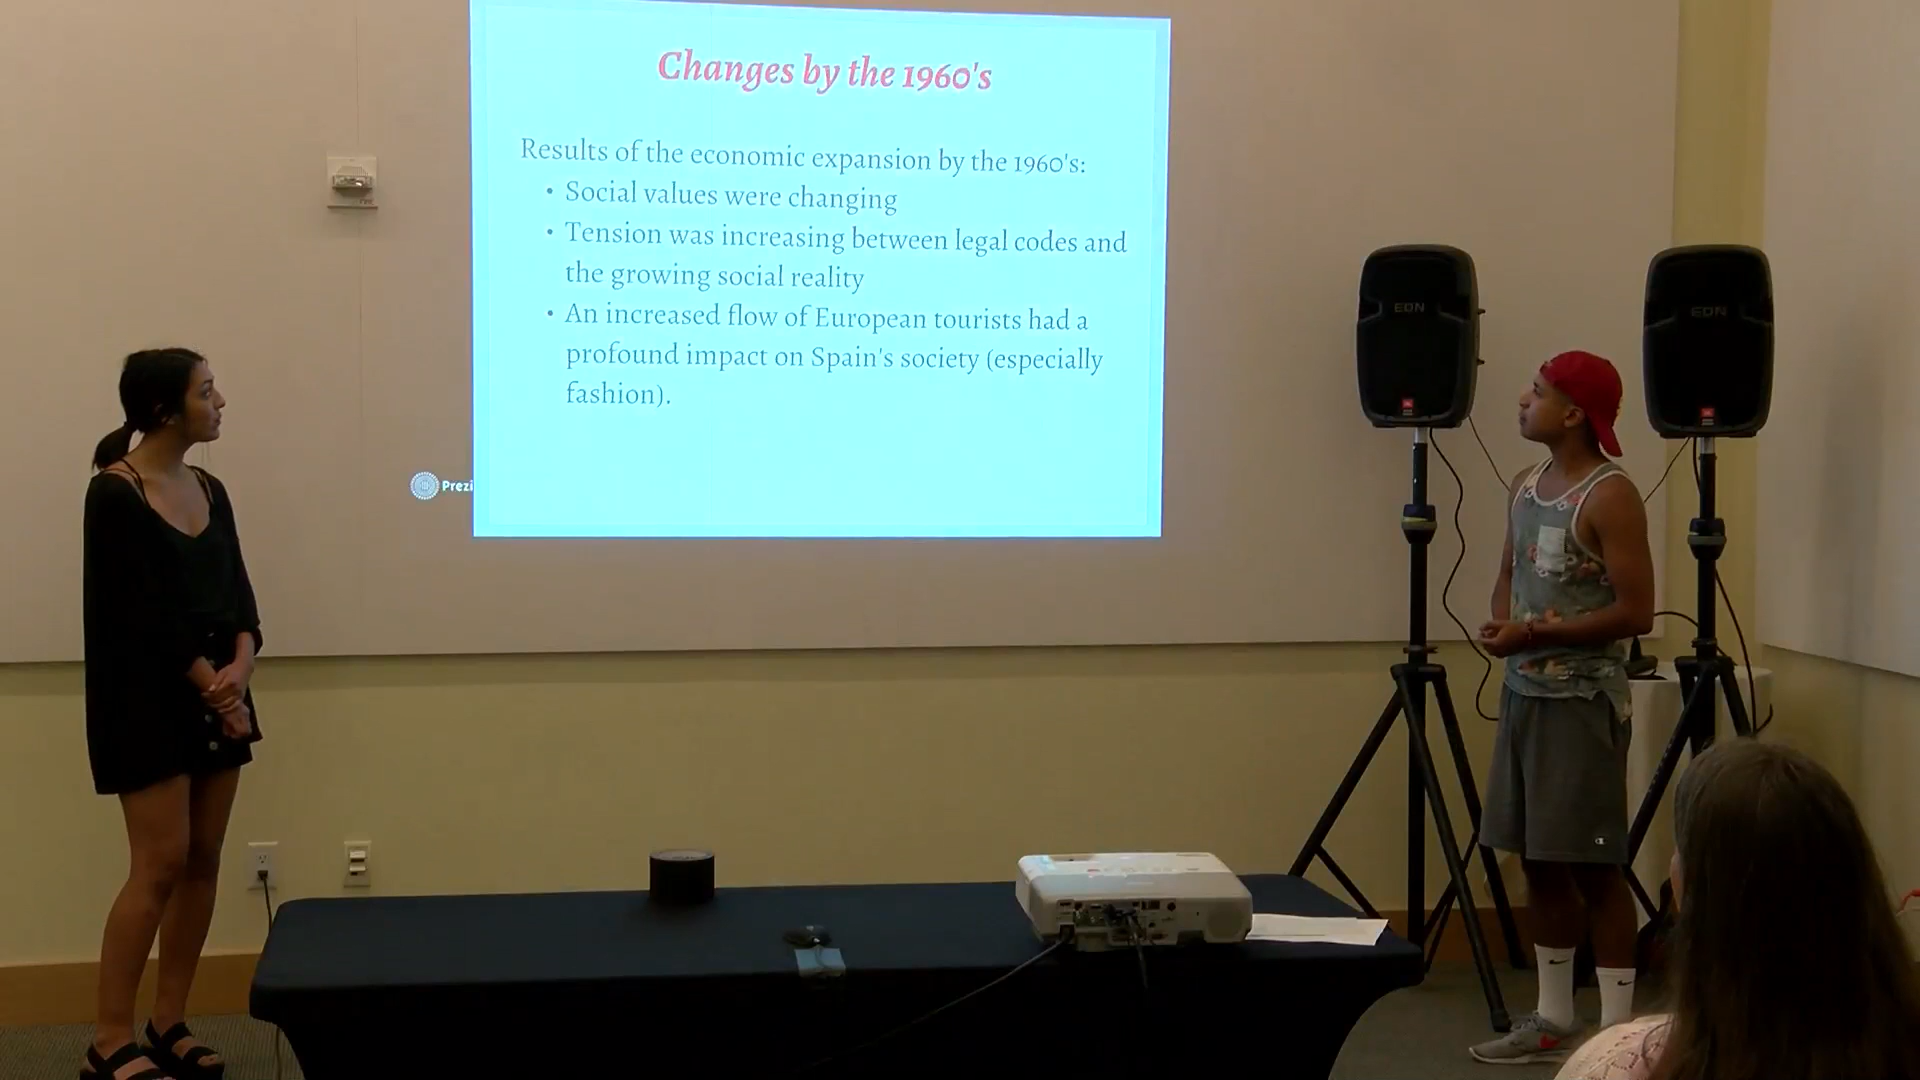 Changes by the 1960's
Results of the economic expansion by the 1960's:
• Social values were changing
• Tension was increasing between legal codes and
the growing social reality
• An increased flow of European tourists had a
profound impact on Spain's society (especially
fashion).
Prezi
EON
EON
JBL
JBL